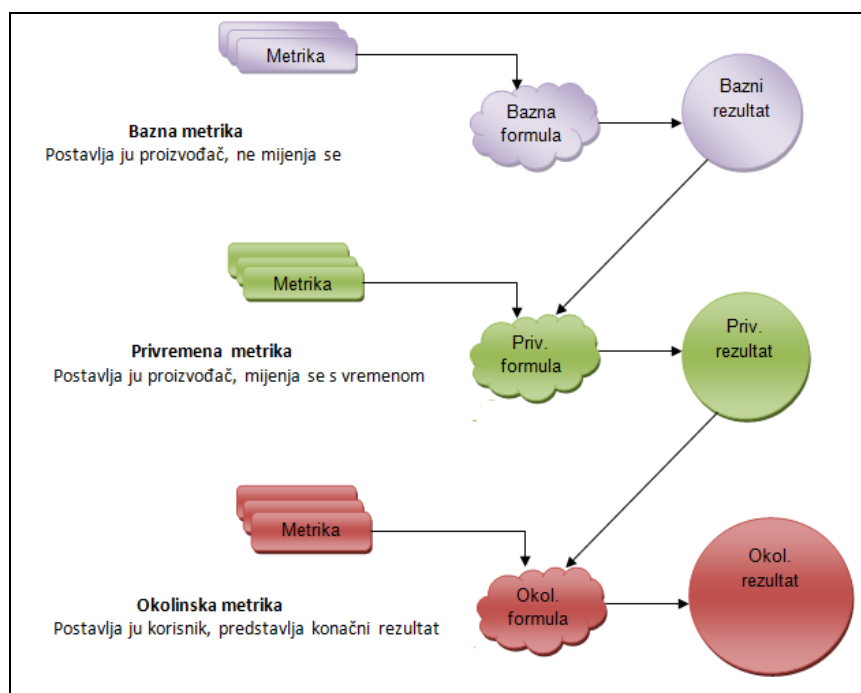 Metrika
Bazna
formula
Bazni
rezultat
Bazna metrika
Postavlja ju proizvođač, ne mijenja se
Metrika
Priv.
formula
Priv.
rezultat
Privremena metrika
Postavlja ju proizvođač, mijenja se s vremenom
Metrika
Okol.
formula
Okol.
rezultat
Okolinska metrika
Postavlja ju korisnik, predstavlja konačni rezultat